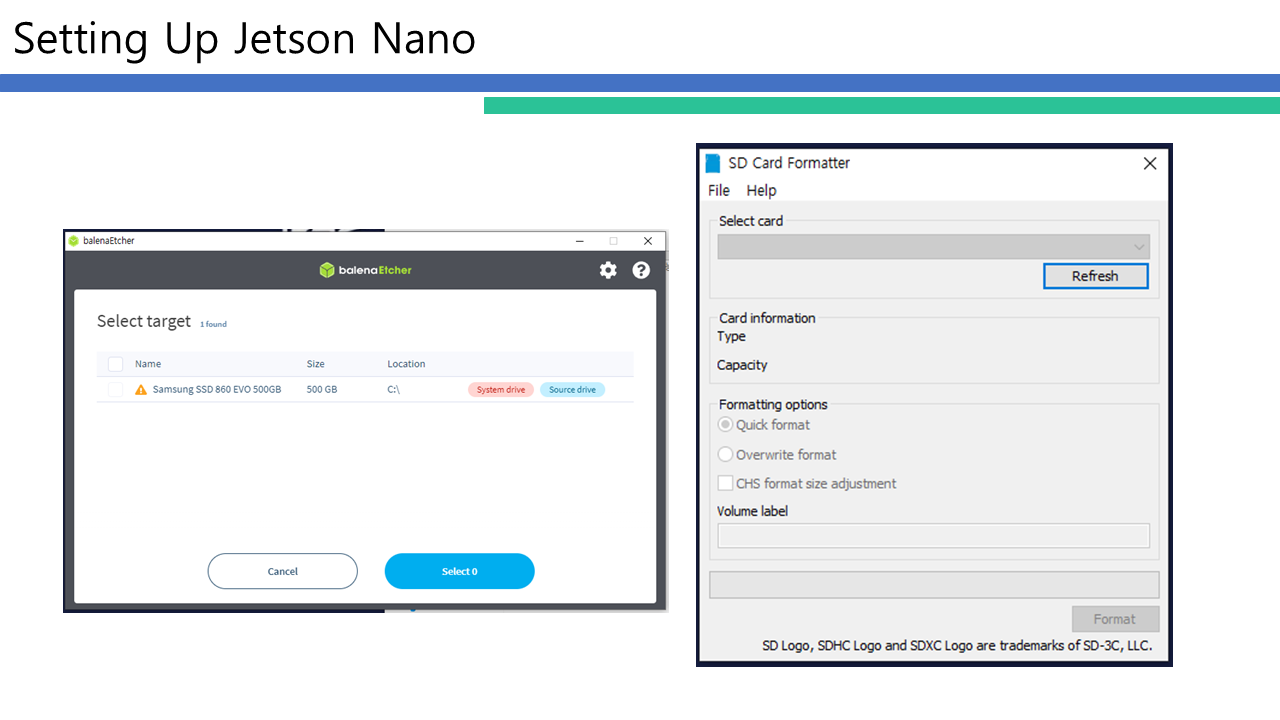 Setting Up Jetson Nano
balenaEtcher
balenaEtcher
Select target 1 found
Name Size Location
Samsung SSD 860 EVO 500GB 500 GB C:\ System drive Source drive
Cancel Select 0
SD Card Formatter
File Help
Select card
Refresh
Card information
Type
Capacity
Formatting options
Quick format
Overwrite format
CHS format size adjustment
Volume label
Format
SD Logo, SDHC Logo and SDXC Logo are trademarks of SD-3C, LLC.